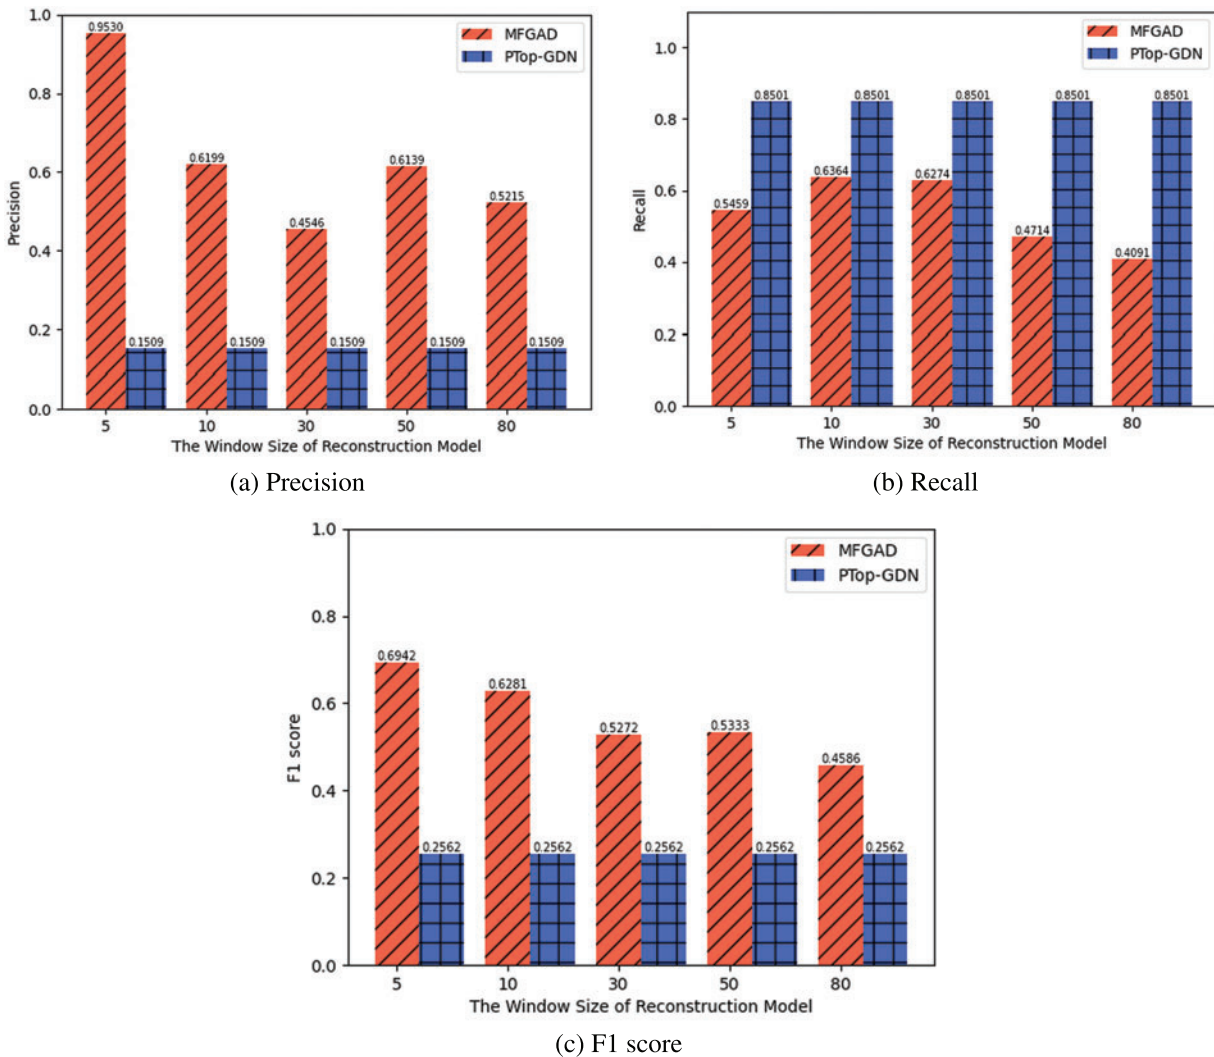 1.0
0.8
0.6
0.4
0.2
0.0
Precision
MFGAD
PTop-GDN
0.9530
0.6199
0.4546
0.6139
0.5215
0.1509
0.1509
0.1509
0.1509
0.1509
5 10 30 50 80
The Window Size of Reconstruction Model
(a) Precision
1.0
0.8
0.6
0.4
0.2
0.0
Recall
MFGAD
PTop-GDN
0.8501
0.8501
0.8501
0.8501
0.8501
0.5459
0.6364
0.6274
0.4714
0.4091
5 10 30 50 80
The Window Size of Reconstruction Model
(b) Recall
1.0
0.8
0.6
0.4
0.2
0.0
F1 score
MFGAD
PTop-GDN
0.6942
0.6281
0.5272
0.5333
0.4586
0.2562
0.2562
0.2562
0.2562
0.2562
5 10 30 50 80
The Window Size of Reconstruction Model
(c) F1 score